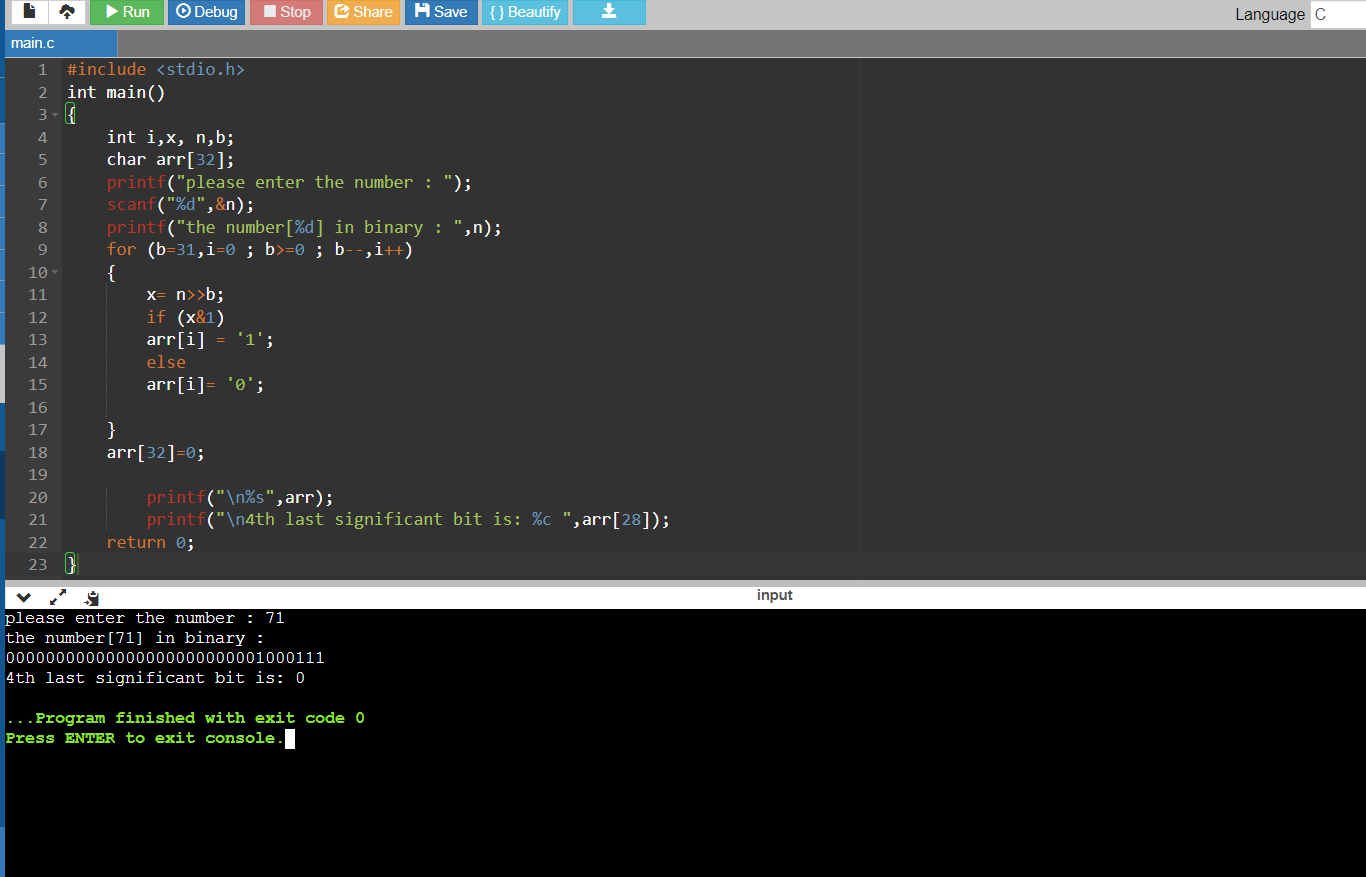 Run Debug Stop Share Save { } Beautify Language C
main.c
1 #include <stdio.h>
2 int main()
3 {
4 int i,x, n,b;
5 char arr[32];
6 printf("please enter the number : ");
7 scanf("%d",&n);
8 printf("the number[%d] in binary : ",n);
9 for (b=31,i=0 ; b>=0 ; b--,i++)
10 {
11 x= n>>b;
12 if (x&1)
13 arr[i] = '1';
14 else
15 arr[i]= '0';
16
17 }
18 arr[32]=0;
19
20 printf("\n%s",arr);
21 printf("\n4th last significant bit is: %c ",arr[28]);
22 return 0;
23 }
input
please enter the number : 71
the number[71] in binary :
00000000000000000000000001000111
4th last significant bit is: 0
...Program finished with exit code 0
Press ENTER to exit console.